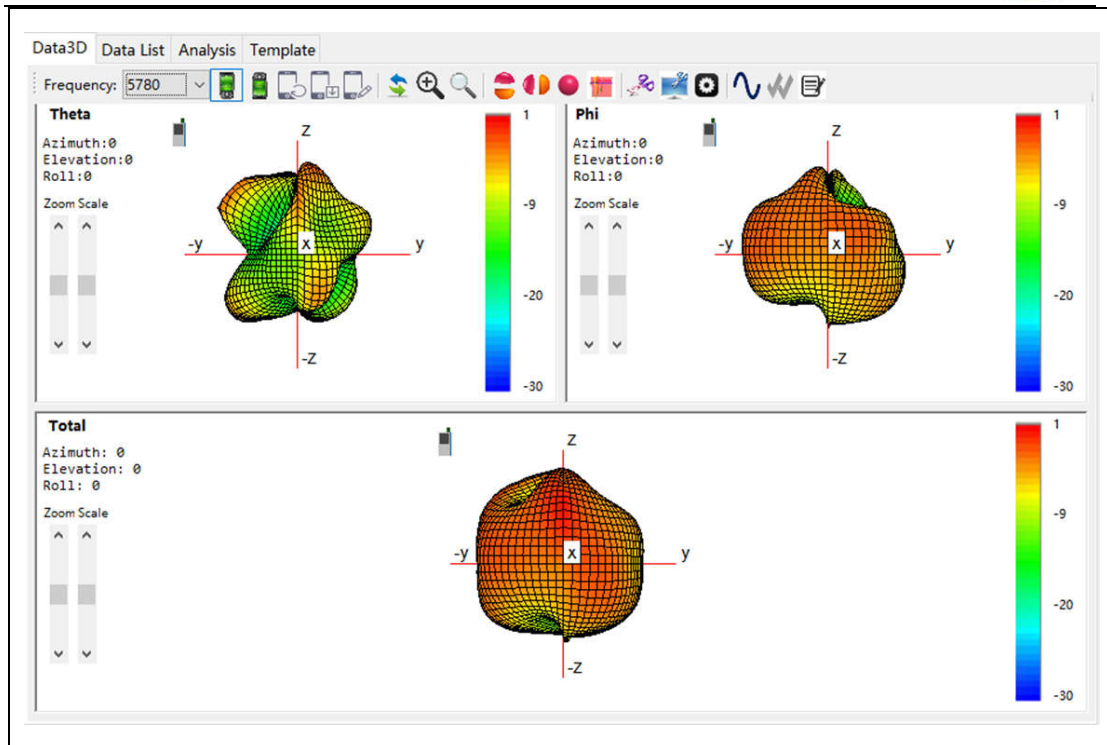 Data3D Data List Analysis Template
Frequency: 5780
Theta
Azimuth:0
Elevation:0
Roll:0
Zoom Scale
Z
-y
X
y
-Z
1
-9
-20
-30
Phi
Azimuth:0
Elevation:0
Roll:0
Zoom Scale
Z
-y
X
y
-Z
1
-9
-20
-30
Total
Azimuth: 0
Elevation: 0
Roll: 0
Zoom Scale
Z
-y
X
y
-Z
1
-9
-20
-30